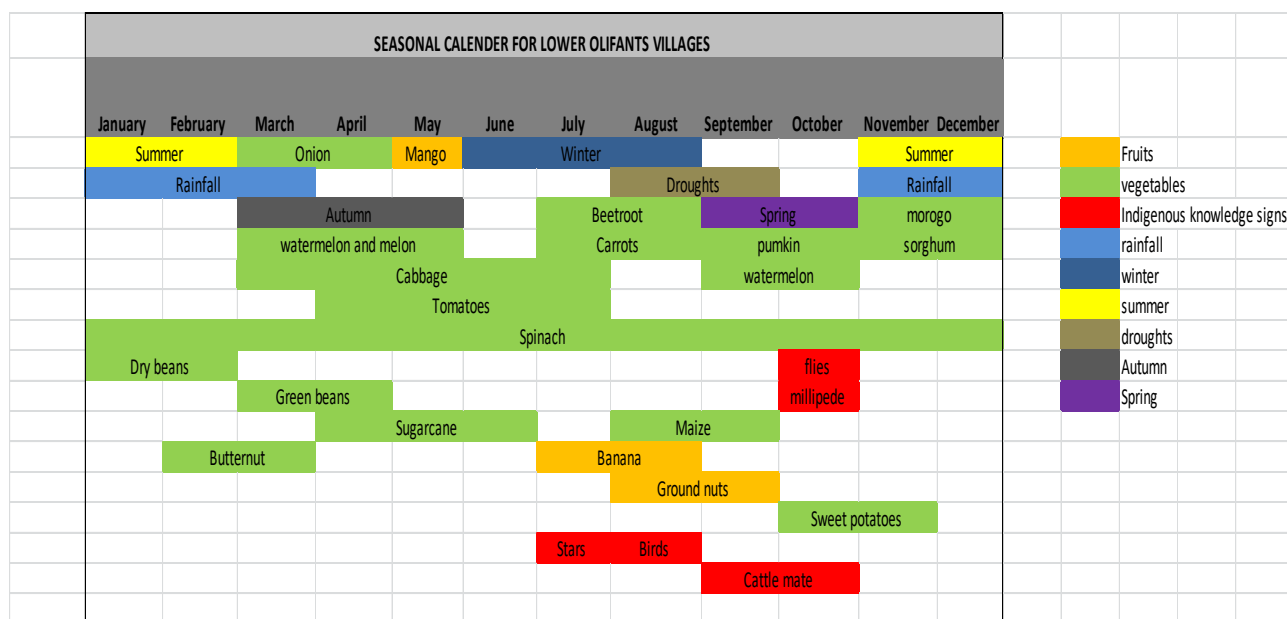 SEASONAL CALENDER FOR LOWER OLIFANTS VILLAGES
January February March April May June July August September October November December
Summer Onion Mango Winter Summer Fruits
Rainfall Droughts Rainfall vegetables
Autumn Beetroot Spring morogo Indigenous knowledge signs
watermelon and melon Carrots pumkin sorghum rainfall
Cabbage watermelon winter
Tomatoes summer
Spinach droughts
Dry beans flies Autumn
Green beans millipede Spring
Sugarcane Maize
Butternut Banana
Ground nuts
Sweet potatoes
Stars Birds
Cattle mate